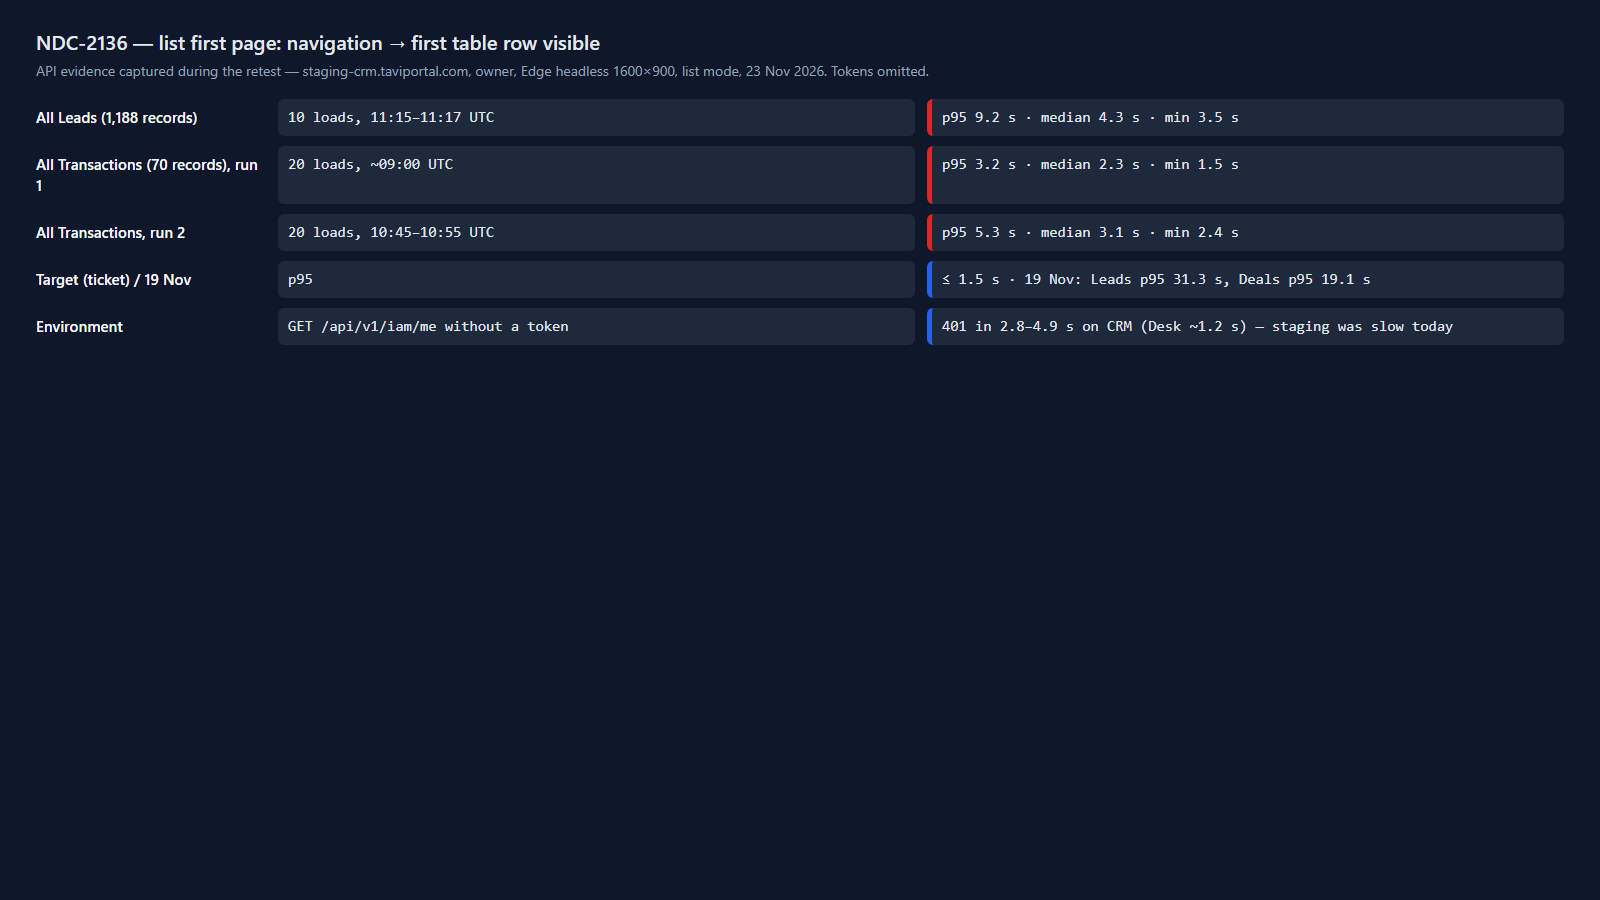 NDC-2136 — list first page: navigation → first table row visible
API evidence captured during the retest — staging-crm.taviportal.com, owner, Edge headless 1600×900, list mode, 23 Nov 2026. Tokens omitted.
All Leads (1,188 records)
10 loads, 11:15–11:17 UTC
p95 9.2 s · median 4.3 s · min 3.5 s
All Transactions (70 records), run
1
20 loads, ~09:00 UTC
p95 3.2 s · median 2.3 s · min 1.5 s
All Transactions, run 2
20 loads, 10:45–10:55 UTC
p95 5.3 s · median 3.1 s · min 2.4 s
Target (ticket) / 19 Nov
p95
≤ 1.5 s · 19 Nov: Leads p95 31.3 s, Deals p95 19.1 s
Environment
GET /api/v1/iam/me without a token
401 in 2.8–4.9 s on CRM (Desk ~1.2 s) — staging was slow today